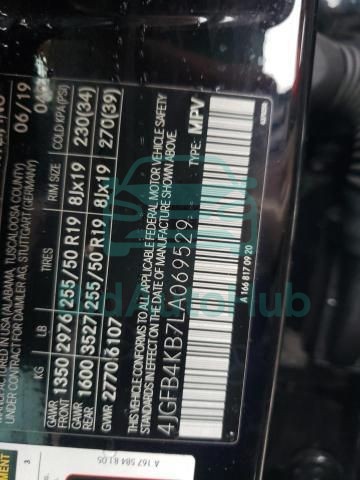 MANUFACTURED IN USA (ALABAMA, TUSCALOOSA COUNTY)
FOR DAIMLER AG, STUTTGART (GERMANY)
06/19
KG LB TIRES RIM SIZE COLD KPA (PSI)
GAWR
FRONT 1350 2976 255/50 R19 8Jx19 230(34)
GAWR
REAR 1600 3527 255/50 R19 8Jx19 270(39)
GVWR 2770 6107
THIS VEHICLE CONFORMS TO ALL APPLICABLE FEDERAL MOTOR VEHICLE SAFETY
STANDARDS IN EFFECT ON THE DATE OF MANUFACTURE SHOWN ABOVE.
4JGFB4KB7LA069529 TYPE: MPV
A 166 817 09 20
BidAutoHub
A 167 584 81 05
3